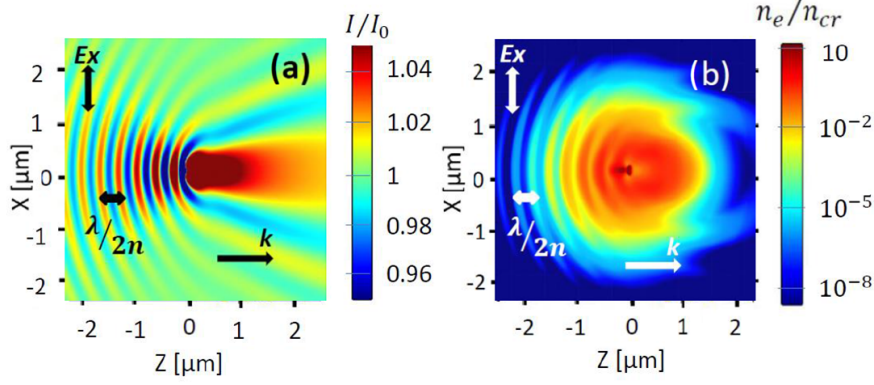 I/I₀
nₑ/n_cr
2
1
0
-1
-2
X [µm]
Ex
(a)
λ/2n
k
1.04
1.02
1
0.98
0.96
-2 -1 0 1 2
Z [µm]
2
1
0
-1
-2
X [µm]
Ex
(b)
λ/2n
k
10
10⁻²
10⁻⁵
10⁻⁸
-2 -1 0 1 2
Z [µm]